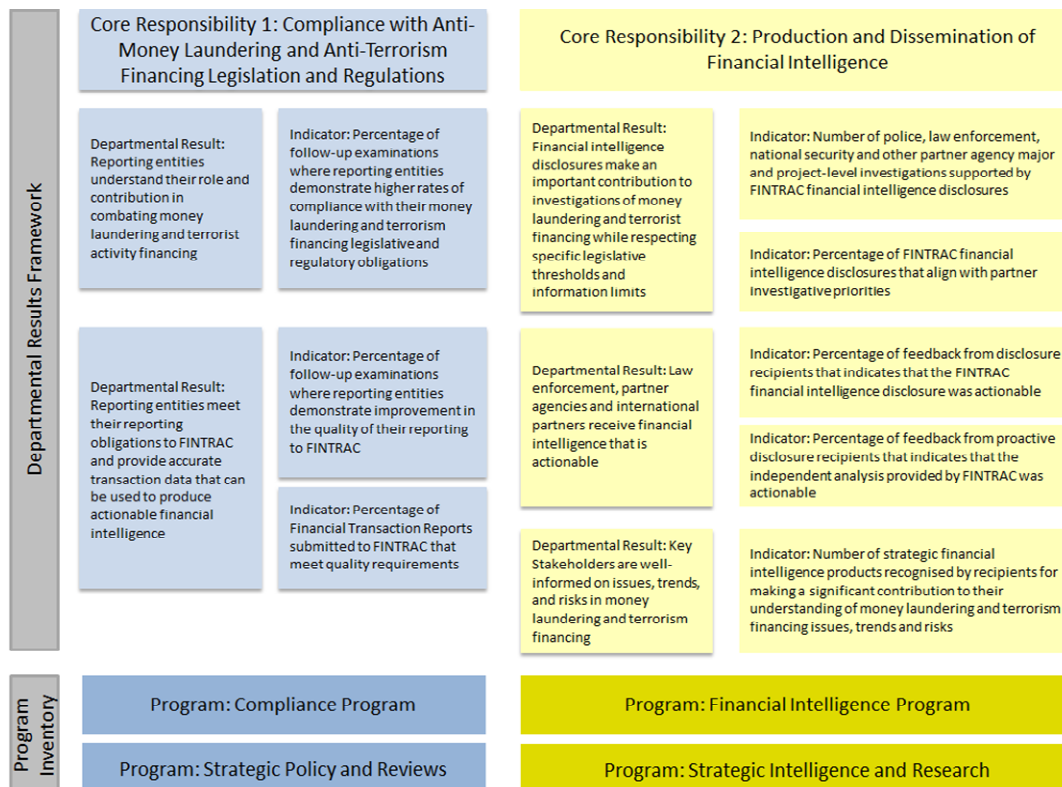 Core Responsibility 1: Compliance with Anti-
Money Laundering and Anti-Terrorism
Financing Legislation and Regulations
Core Responsibility 2: Production and Dissemination of
Financial Intelligence
Departmental Results Framework
Departmental Result:
Reporting entities
understand their role and
contribution in
combating money
laundering and terrorist
activity financing
Indicator: Percentage of
follow-up examinations
where reporting entities
demonstrate higher rates of
compliance with their money
laundering and terrorism
financing legislative and
regulatory obligations
Departmental Result:
Reporting entities meet
their reporting
obligations to FINTRAC
and provide accurate
transaction data that can
be used to produce
actionable financial
intelligence
Indicator: Percentage of
follow-up examinations
where reporting entities
demonstrate improvement in
the quality of their reporting
to FINTRAC
Indicator: Percentage of
Financial Transaction Reports
submitted to FINTRAC that
meet quality requirements
Departmental Result:
Financial intelligence
disclosures make an
important contribution to
investigations of money
laundering and terrorist
financing while respecting
specific legislative
thresholds and
information limits
Indicator: Number of police, law enforcement,
national security and other partner agency major
and project-level investigations supported by
FINTRAC financial intelligence disclosures
Indicator: Percentage of FINTRAC financial
intelligence disclosures that align with partner
investigative priorities
Departmental Result: Law
enforcement, partner
agencies and international
partners receive financial
intelligence that is
actionable
Indicator: Percentage of feedback from disclosure
recipients that indicates that the FINTRAC
financial intelligence disclosure was actionable
Indicator: Percentage of feedback from proactive
disclosure recipients that indicates that the
independent analysis provided by FINTRAC was
actionable
Departmental Result: Key
Stakeholders are well-
informed on issues, trends,
and risks in money
laundering and terrorism
financing
Indicator: Number of strategic financial
intelligence products recognised by recipients for
making a significant contribution to their
understanding of money laundering and terrorism
financing issues, trends and risks
Program
Inventory
Program: Compliance Program
Program: Financial Intelligence Program
Program: Strategic Policy and Reviews
Program: Strategic Intelligence and Research